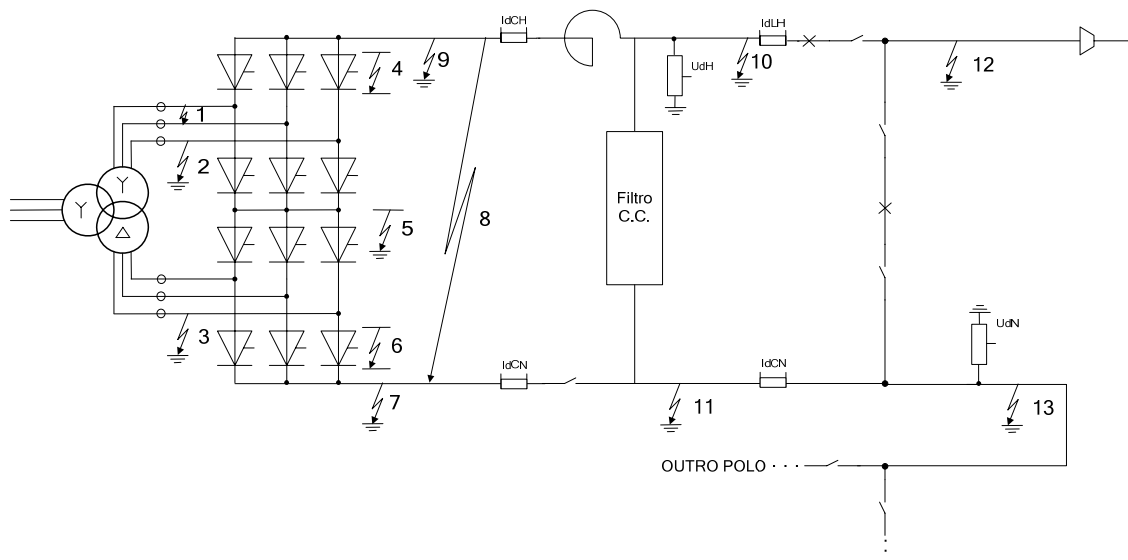 IdCH
IdLH
1
4
9
UdH
10
12
2
5
8
Filtro
C.C.
3
6
UdN
IdCN
IdCN
7
11
13
OUTRO POLO